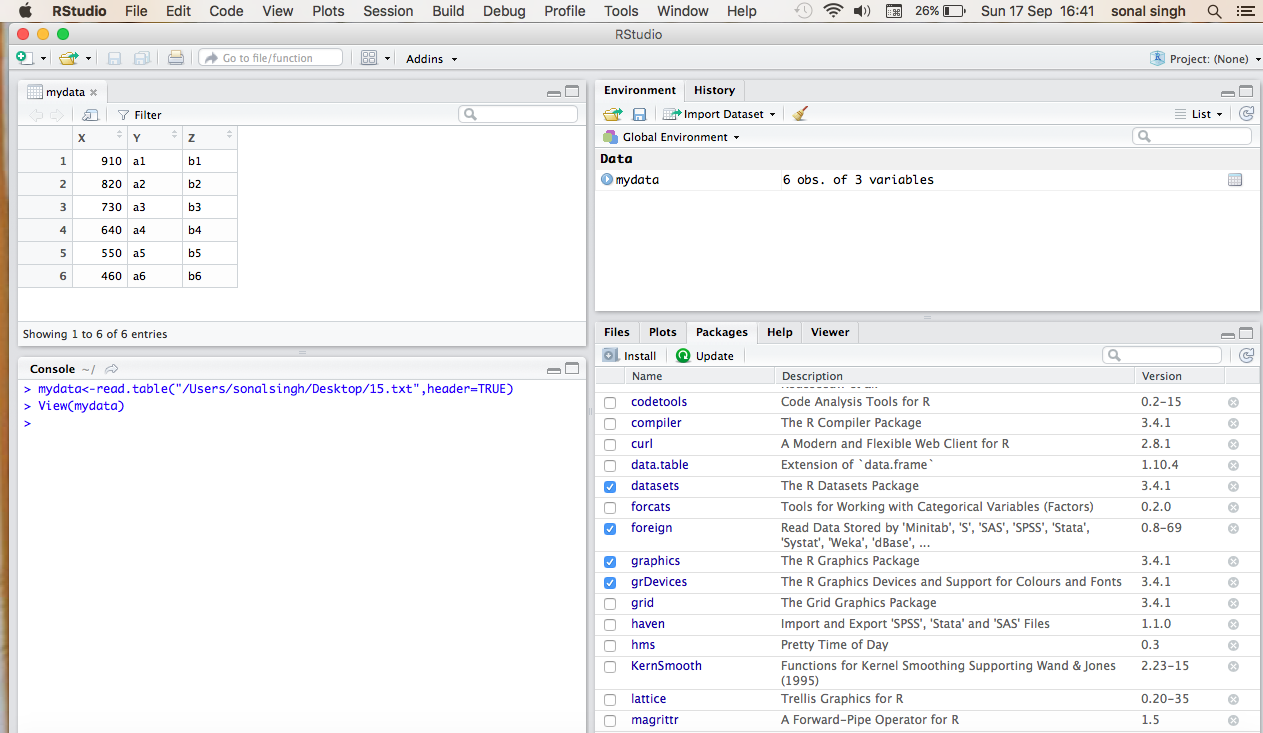 RStudio File Edit Code View Plots Session Build Debug Profile Tools Window Help 26% Sun 17 Sep 16:41 sonal singh
RStudio
Go to file/function Addins Project: (None)
mydata
Filter
X Y Z
1 910 a1 b1
2 820 a2 b2
3 730 a3 b3
4 640 a4 b4
5 550 a5 b5
6 460 a6 b6
Showing 1 to 6 of 6 entries
Console ~/
> mydata<-read.table("/Users/sonalsingh/Desktop/15.txt",header=TRUE)
> View(mydata)
>
Environment History
Import Dataset List
Global Environment
Data
mydata 6 obs. of 3 variables
Files Plots Packages Help Viewer
Install Update
Name Description Version
codetools Code Analysis Tools for R 0.2-15
compiler The R Compiler Package 3.4.1
curl A Modern and Flexible Web Client for R 2.8.1
data.table Extension of `data.frame` 1.10.4
datasets The R Datasets Package 3.4.1
forcats Tools for Working with Categorical Variables (Factors) 0.2.0
foreign Read Data Stored by 'Minitab', 'S', 'SAS', 'SPSS', 'Stata', 0.8-69
'Systat', 'Weka', 'dBase', ...
graphics The R Graphics Package 3.4.1
grDevices The R Graphics Devices and Support for Colours and Fonts 3.4.1
grid The Grid Graphics Package 3.4.1
haven Import and Export 'SPSS', 'Stata' and 'SAS' Files 1.1.0
hms Pretty Time of Day 0.3
KernSmooth Functions for Kernel Smoothing Supporting Wand & Jones 2.23-15
(1995)
lattice Trellis Graphics for R 0.20-35
magrittr A Forward-Pipe Operator for R 1.5